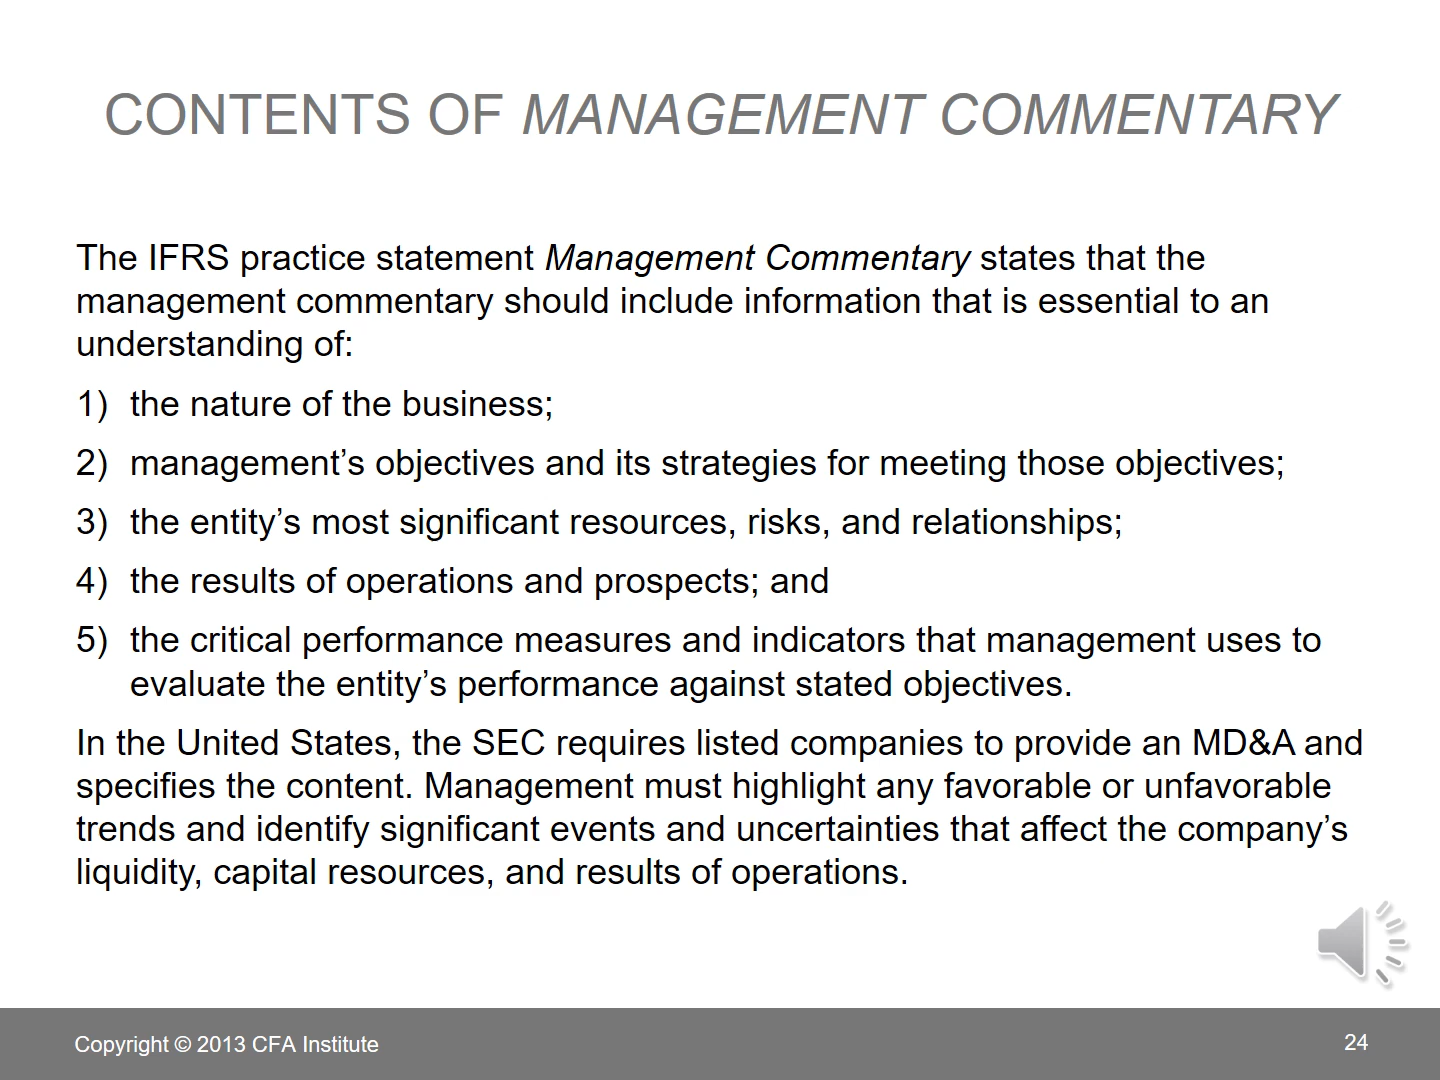 CONTENTS OF MANAGEMENT COMMENTARY
The IFRS practice statement Management Commentary states that the
management commentary should include information that is essential to an
understanding of:
1) the nature of the business;
2) management’s objectives and its strategies for meeting those objectives;
3) the entity’s most significant resources, risks, and relationships;
4) the results of operations and prospects; and
5) the critical performance measures and indicators that management uses to
evaluate the entity’s performance against stated objectives.
In the United States, the SEC requires listed companies to provide an MD&A and
specifies the content. Management must highlight any favorable or unfavorable
trends and identify significant events and uncertainties that affect the company’s
liquidity, capital resources, and results of operations.
Copyright © 2013 CFA Institute
24